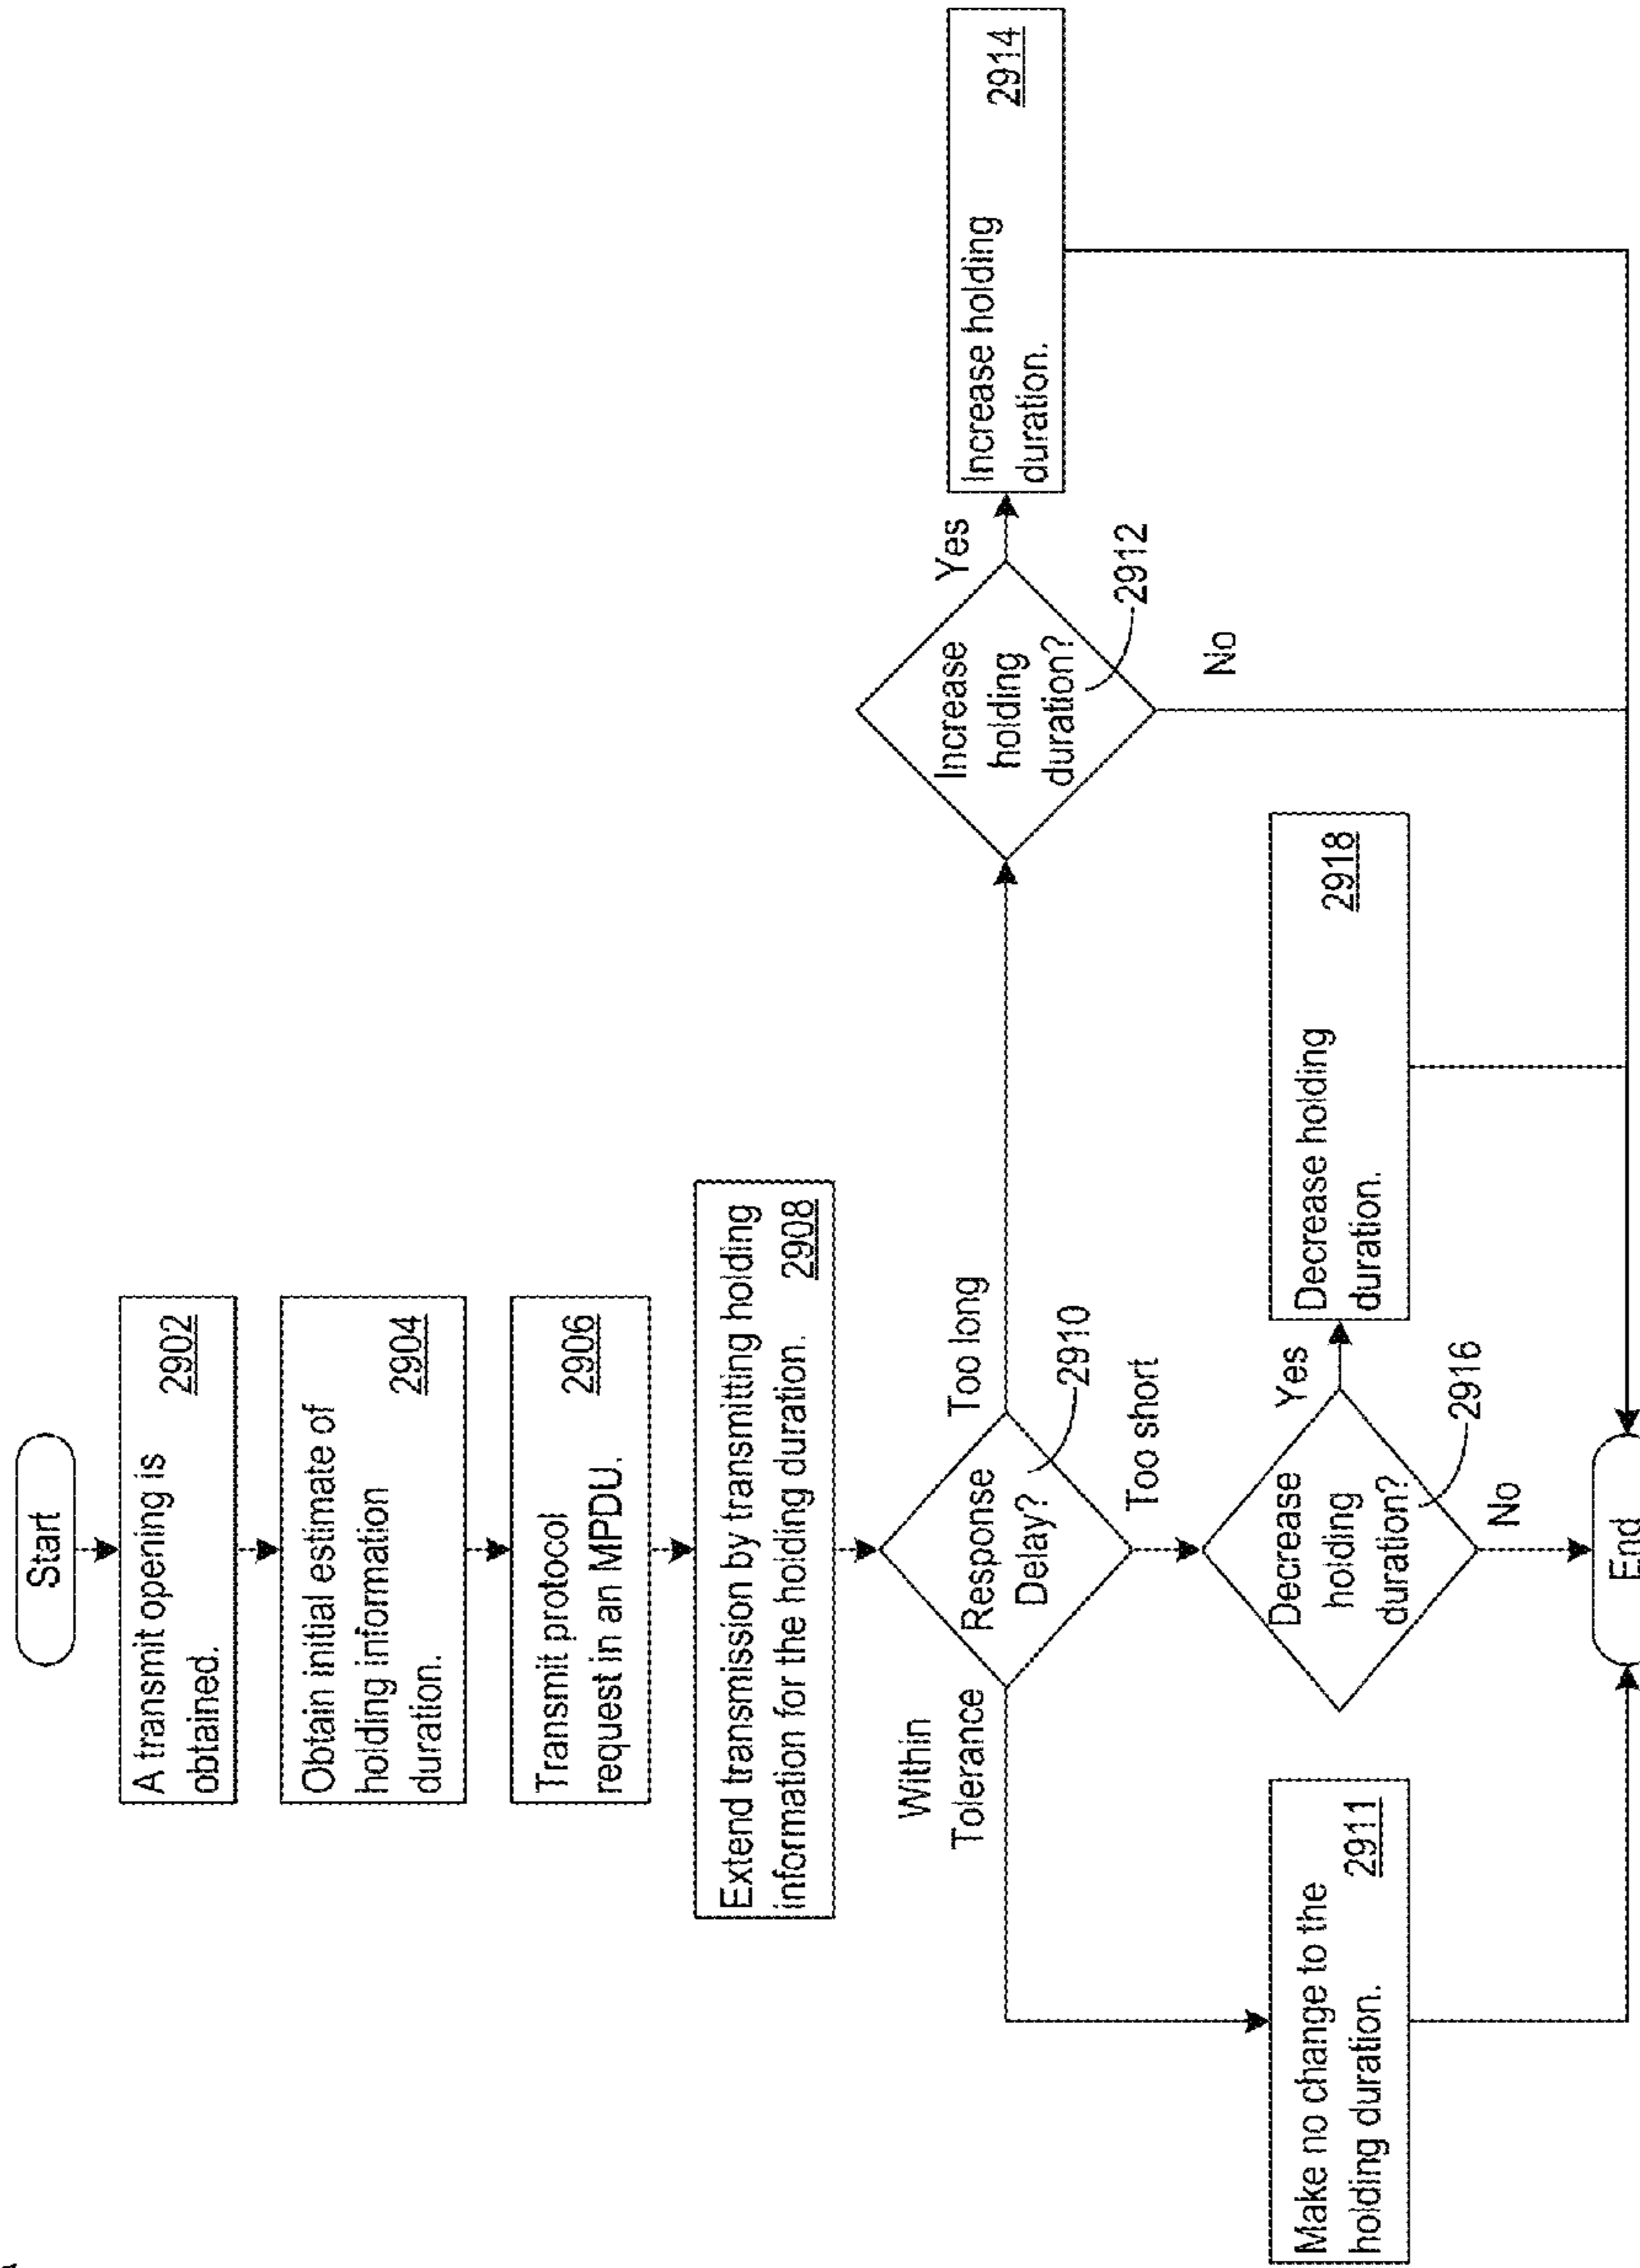 Start
A transmit opening is
obtained.
2902
Obtain initial estimate of
holding information
duration.
2904
Transmit protocol
request in an MPDU.
2906
Extend transmission by transmitting holding
information for the holding duration. 2908
Response
Delay?
2910
Within
Tolerance
Too long
Too short
Make no change to the
holding duration.
2911
Increase
holding
duration?
2912
Yes
No
Increase holding
duration.
2914
Decrease
holding
duration?
2916
Yes
No
Decrease holding
duration.
2918
End